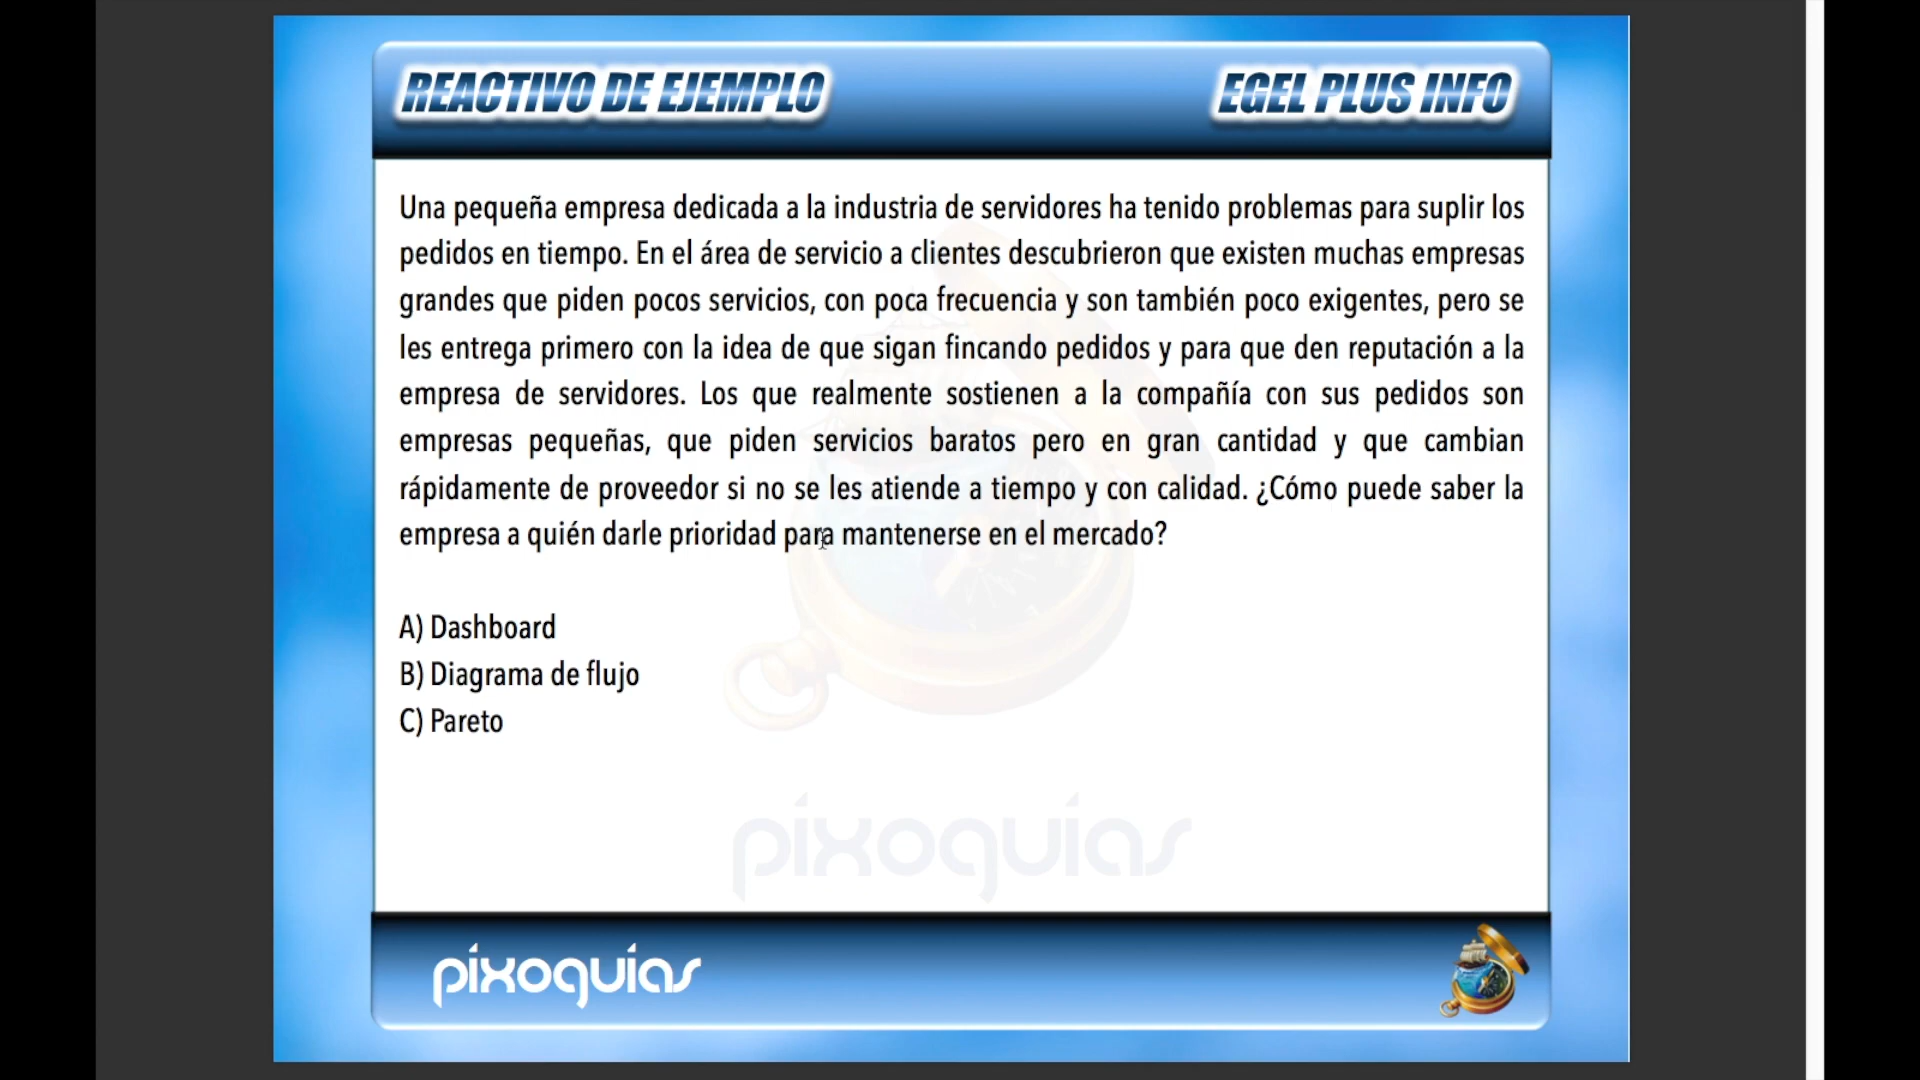 REACTIVO DE EJEMPLO
EGEL PLUS INFO
Una pequeña empresa dedicada a la industria de servidores ha tenido problemas para suplir los
pedidos en tiempo. En el área de servicio a clientes descubrieron que existen muchas empresas
grandes que piden pocos servicios, con poca frecuencia y son también poco exigentes, pero se
les entrega primero con la idea de que sigan fincando pedidos y para que den reputación a la
empresa de servidores. Los que realmente sostienen a la compañía con sus pedidos son
empresas pequeñas, que piden servicios baratos pero en gran cantidad y que cambian
rápidamente de proveedor si no se les atiende a tiempo y con calidad. ¿Cómo puede saber la
empresa a quién darle prioridad para mantenerse en el mercado?
A) Dashboard
B) Diagrama de flujo
C) Pareto
pixoguias
pixoguias